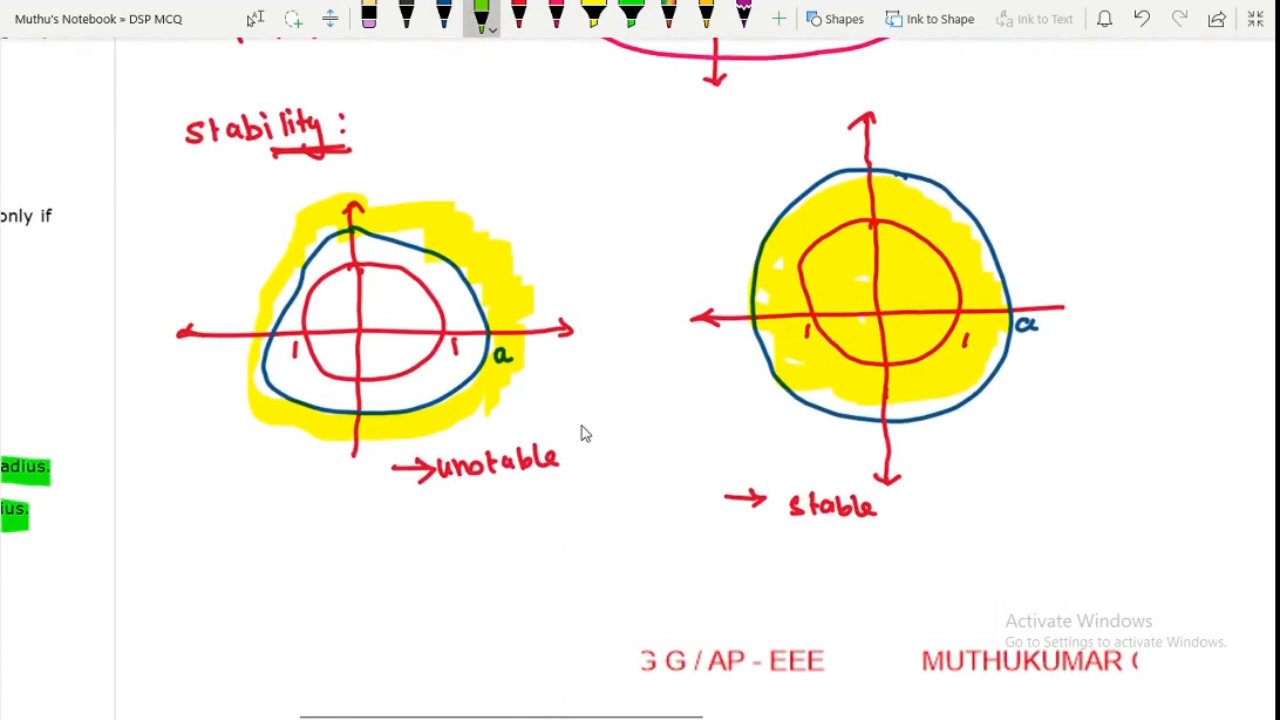 Muthu's Notebook » DSP MCQ
Shapes
Ink to Shape
Ink to Text
stability:
only if
1
1
a
1
1
a
adius.
ius.
→unstable
→ stable
Activate Windows
Go to Settings to activate Windows.
G G / AP - EEE
MUTHUKUMAR